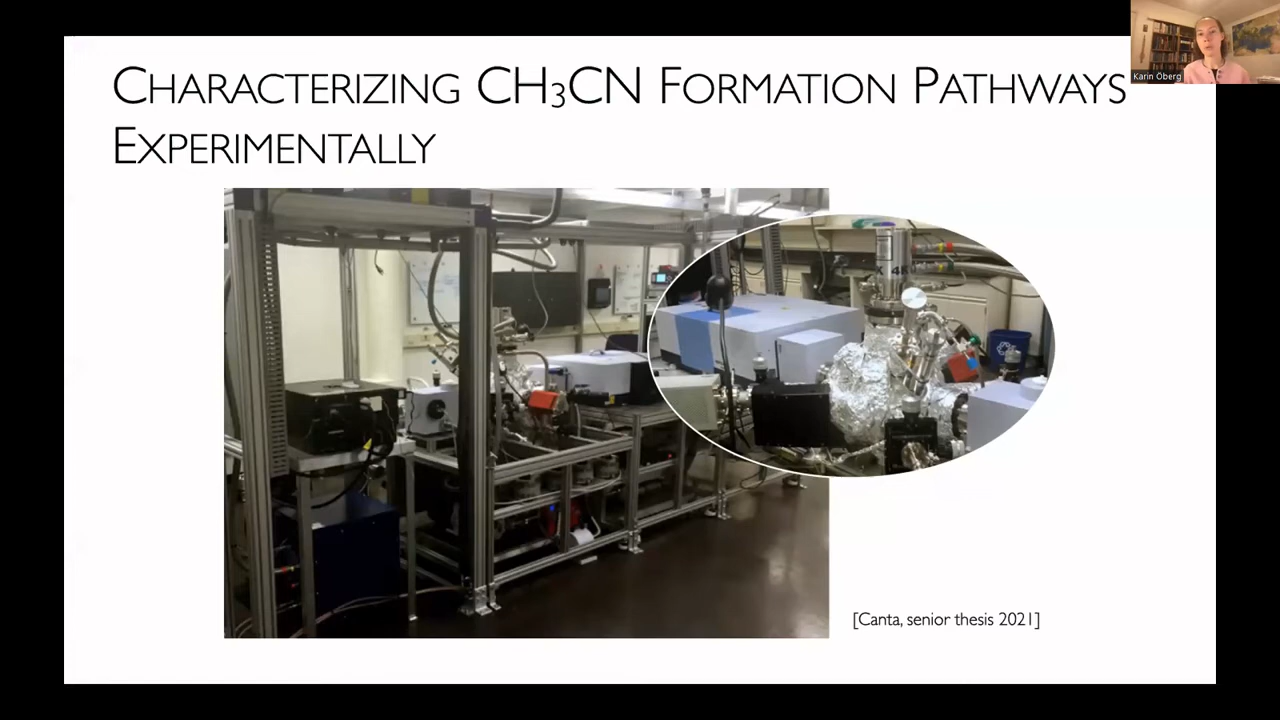 CHARACTERIZING CH3CN FORMATION PATHWAYS
EXPERIMENTALLY
Karin Öberg
[Canta, senior thesis 2021]